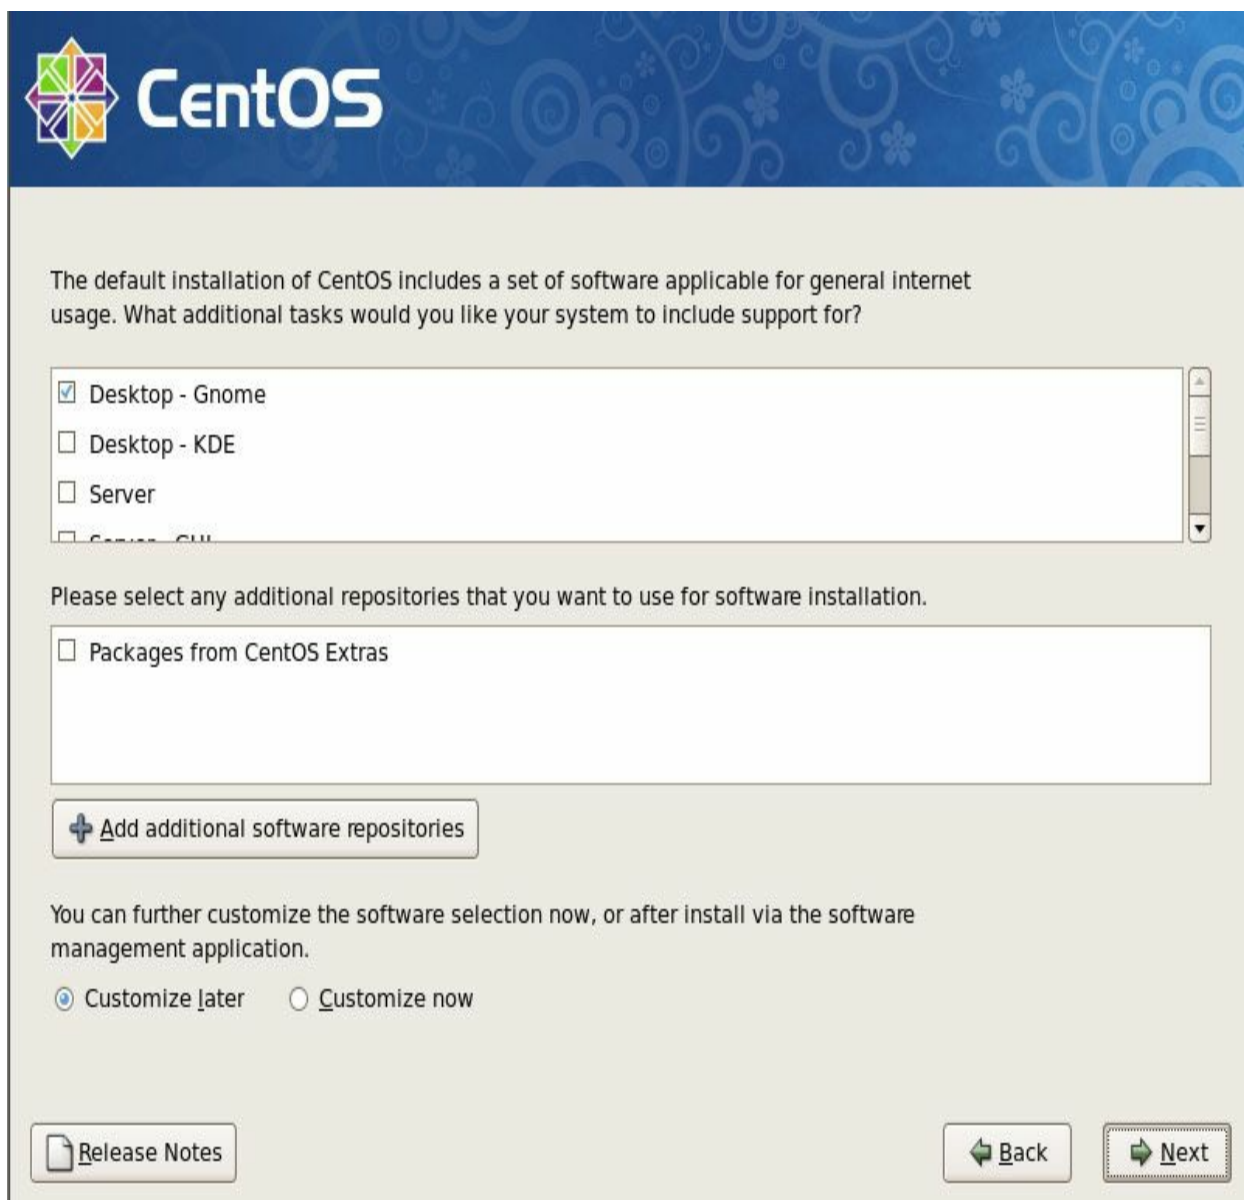 CentOS
The default installation of CentOS includes a set of software applicable for general internet
usage. What additional tasks would you like your system to include support for?
Desktop - Gnome
Desktop - KDE
Server
Server - GUI
Please select any additional repositories that you want to use for software installation.
Packages from CentOS Extras
Add additional software repositories
You can further customize the software selection now, or after install via the software
management application.
Customize later Customize now
Release Notes Back Next